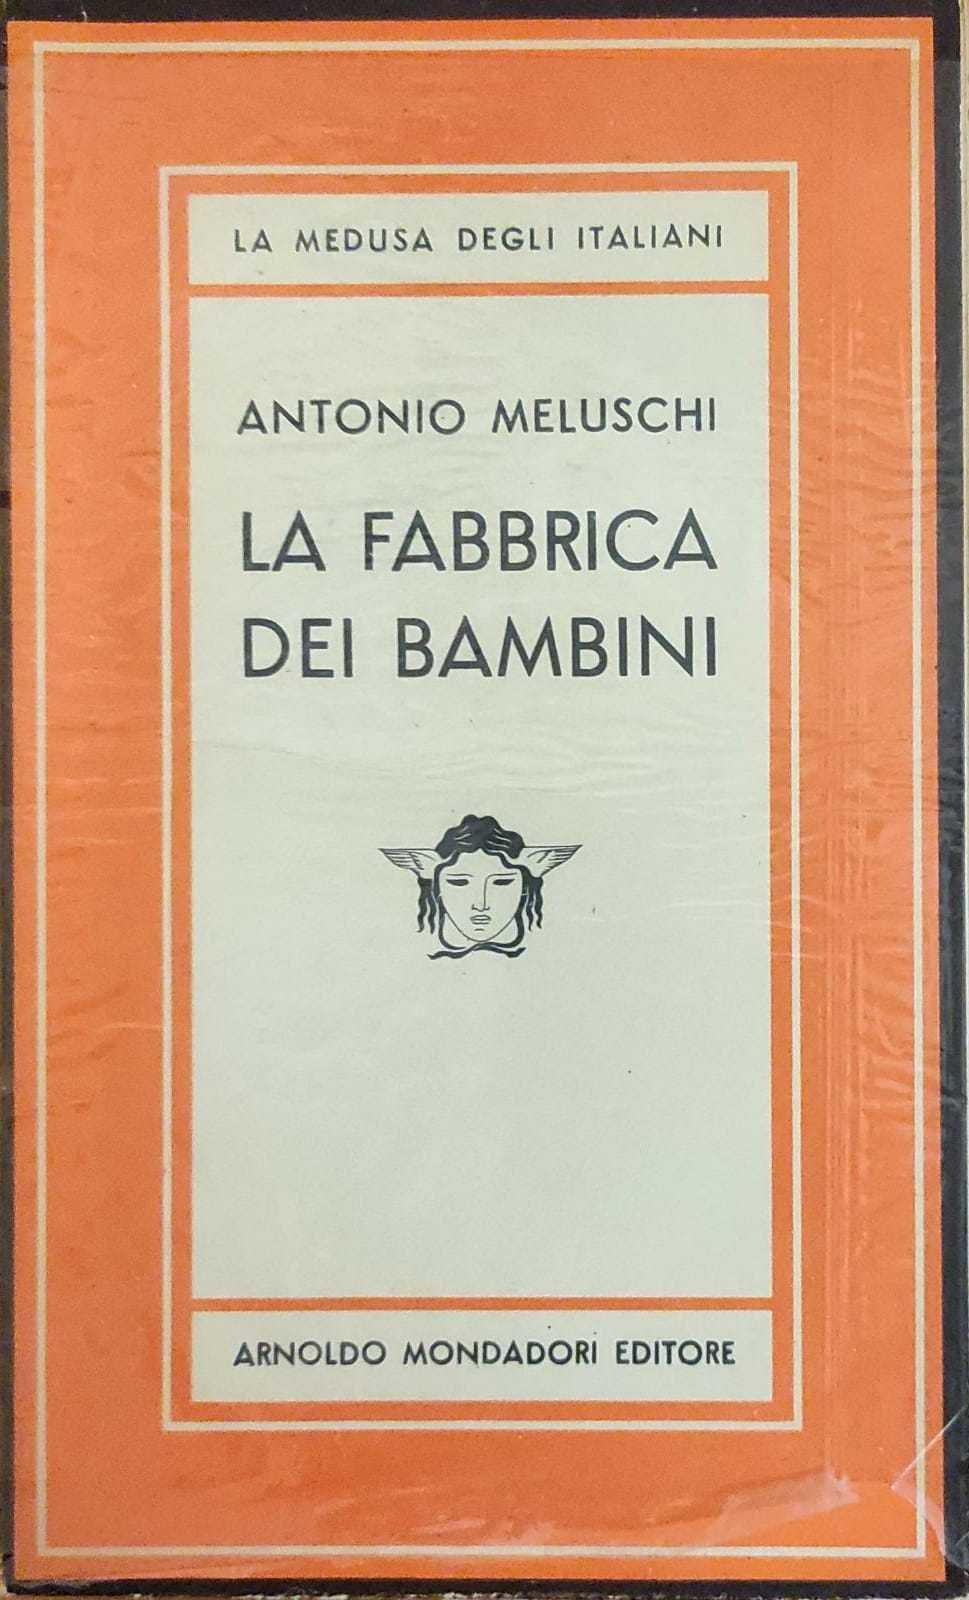 LA MEDUSA DEGLI ITALIANI
ANTONIO MELUSCHI
LA FABBRICA
DEI BAMBINI
ARNOLDO MONDADORI EDITORE